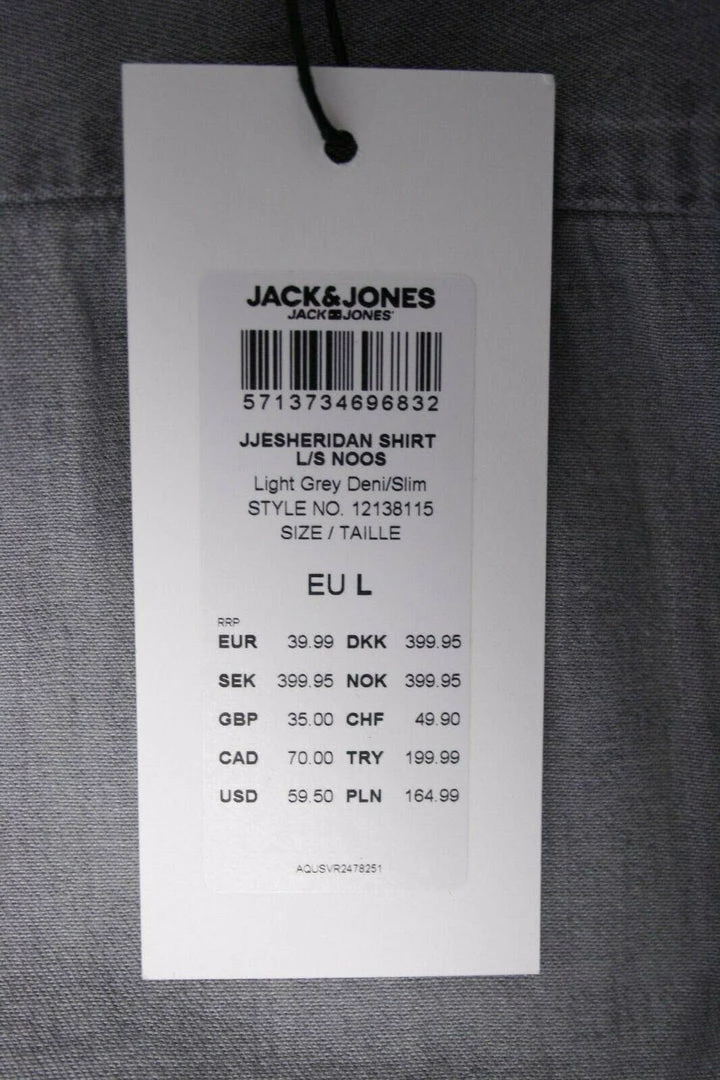 JACK&JONES
JACK JONES
5713734696832
JJESHERIDAN SHIRT
L/S NOOS
Light Grey Deni/Slim
STYLE NO. 12138115
SIZE / TAILLE
EU L
RRP
EUR 39.99 DKK 399.95
SEK 399.95 NOK 399.95
GBP 35.00 CHF 49.90
CAD 70.00 TRY 199.99
USD 59.50 PLN 164.99
AQUSVR2478251